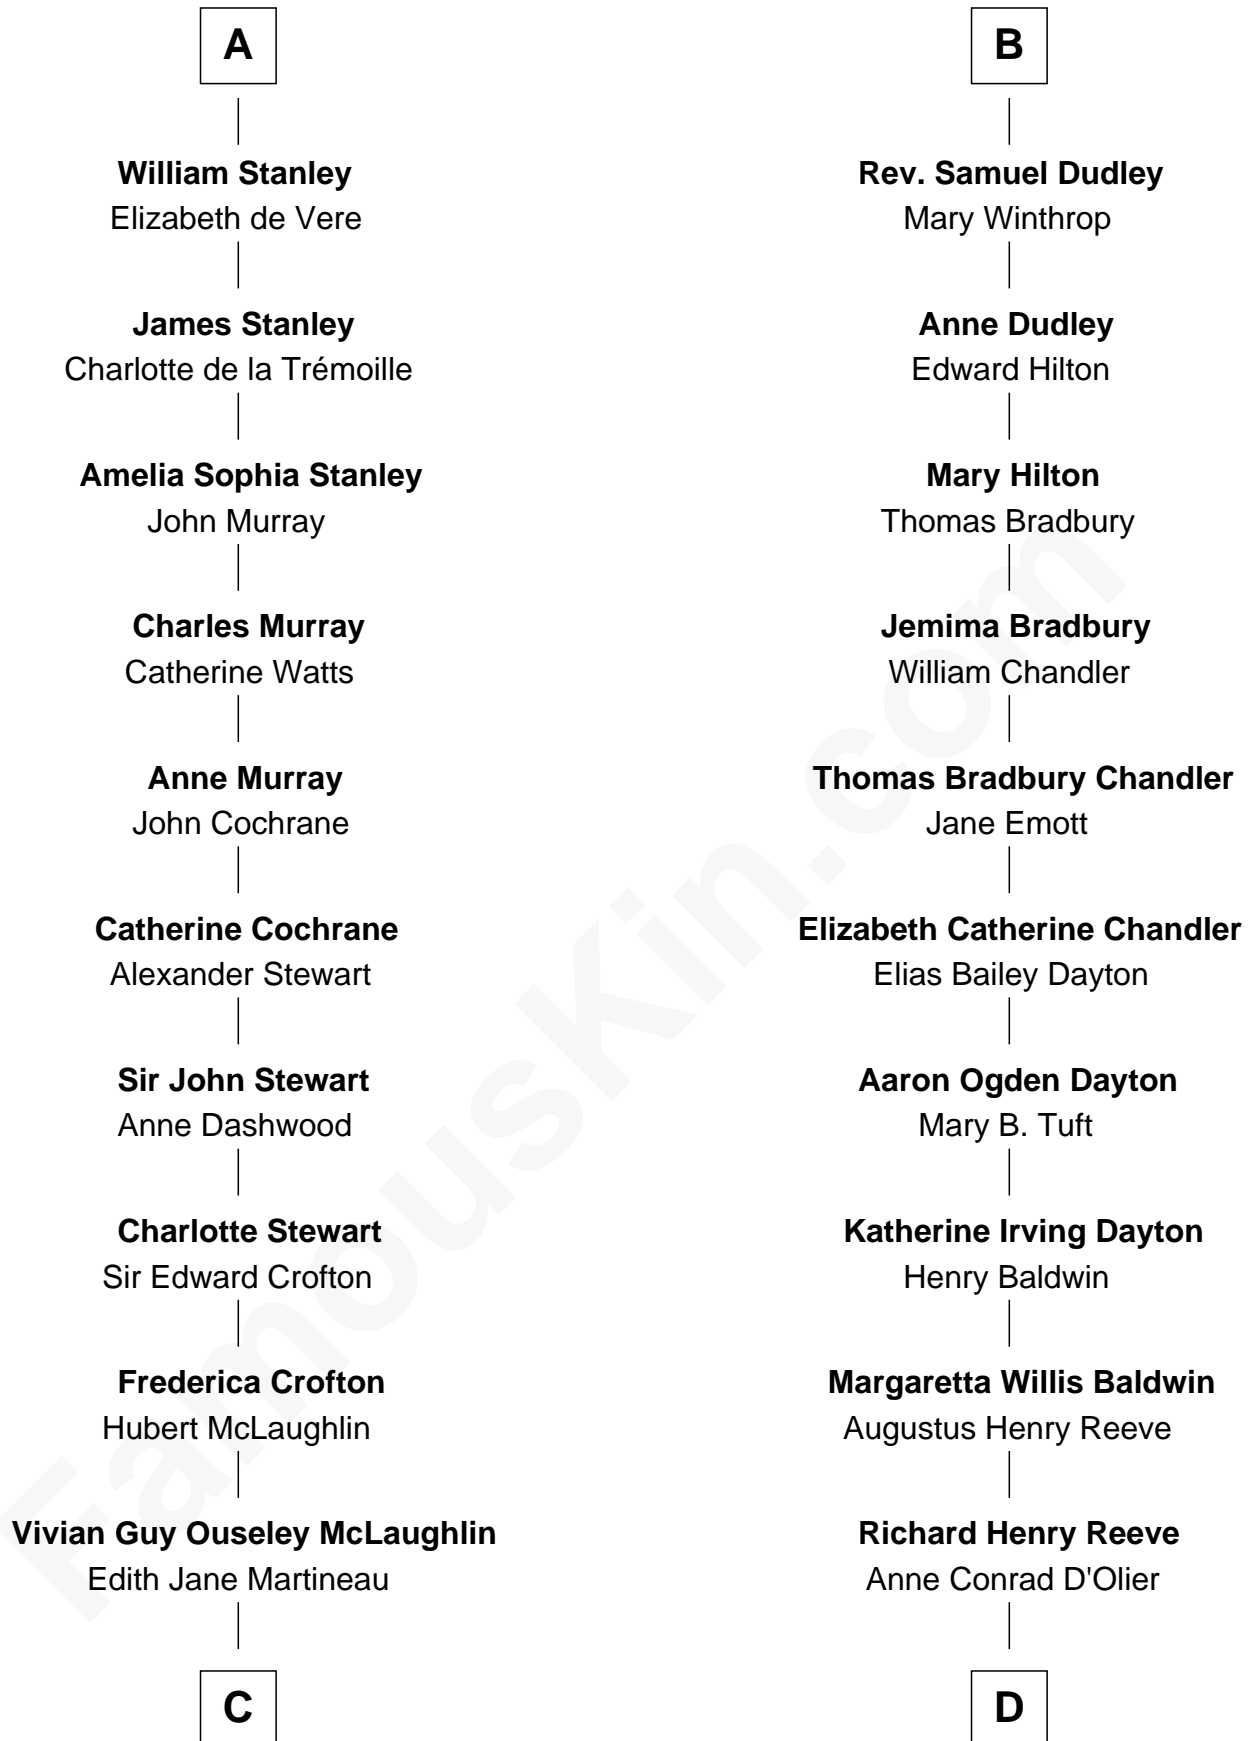 A
William Stanley
Elizabeth de Vere
James Stanley
Charlotte de la Trémoille
Amelia Sophia Stanley
John Murray
Charles Murray
Catherine Watts
Anne Murray
John Cochrane
Catherine Cochrane
Alexander Stewart
Sir John Stewart
Anne Dashwood
Charlotte Stewart
Sir Edward Crofton
Frederica Crofton
Hubert McLaughlin
Vivian Guy Ouseley McLaughlin
Edith Jane Martineau
C
B
Rev. Samuel Dudley
Mary Winthrop
Anne Dudley
Edward Hilton
Mary Hilton
Thomas Bradbury
Jemima Bradbury
William Chandler
Thomas Bradbury Chandler
Jane Emott
Elizabeth Catherine Chandler
Elias Bailey Dayton
Aaron Ogden Dayton
Mary B. Tuft
Katherine Irving Dayton
Henry Baldwin
Margaretta Willis Baldwin
Augustus Henry Reeve
Richard Henry Reeve
Anne Conrad D'Olier
D
FamousKin.com